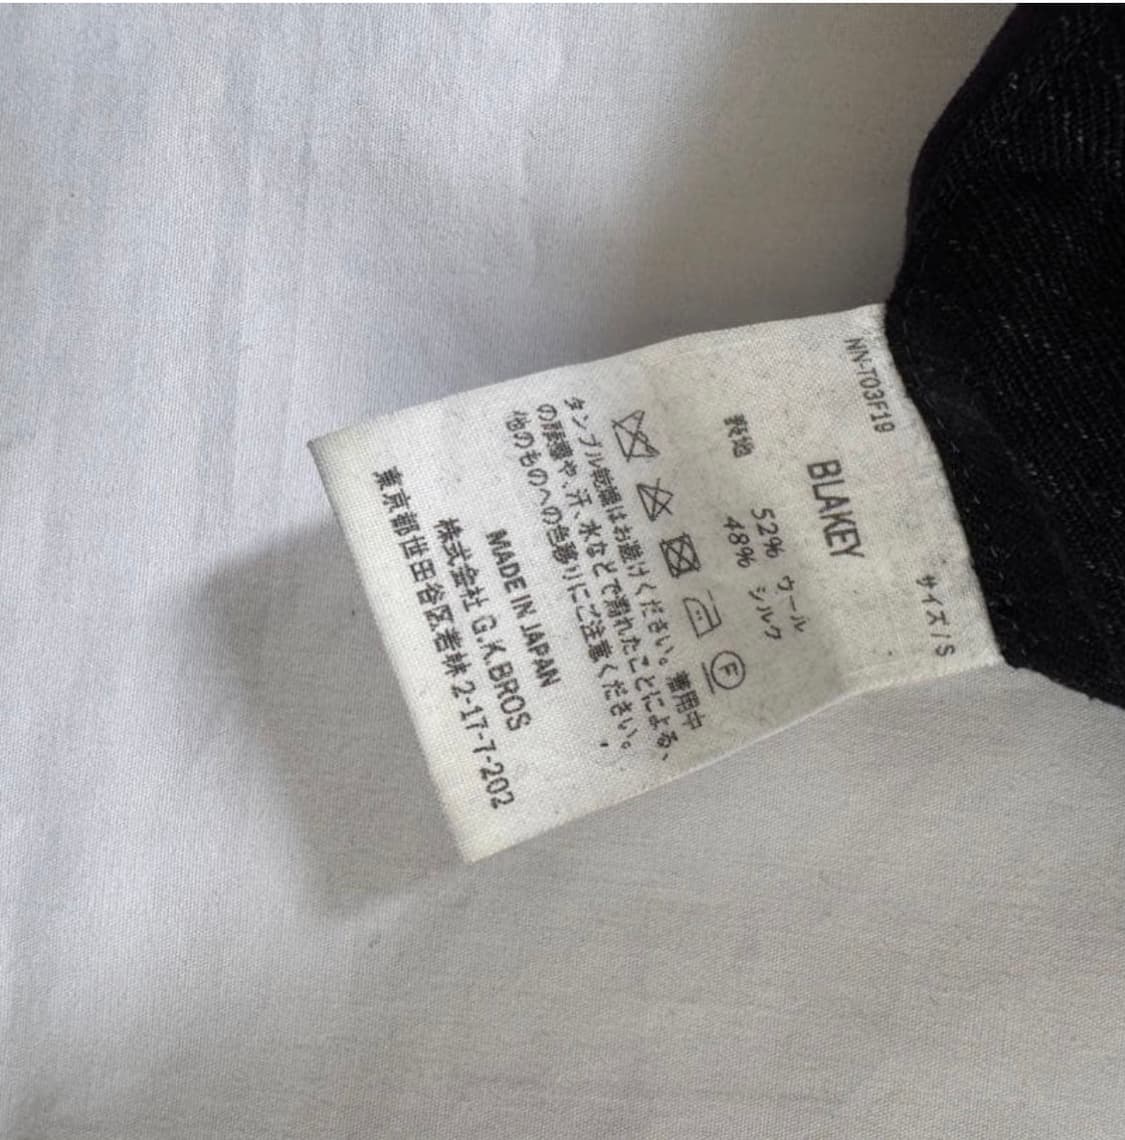 NN-T03F19
サイズ/S
BLAKEY
表地
52% ウール
48% シルク
F
タンブル乾燥はお避けください。着用中
の摩擦や、汗、水などで濡れたことによる、
他のものへの色移りにご注意ください。
MADE IN JAPAN
株式会社 G.K.BROS
東京都世田谷区若林 2-17-7-202